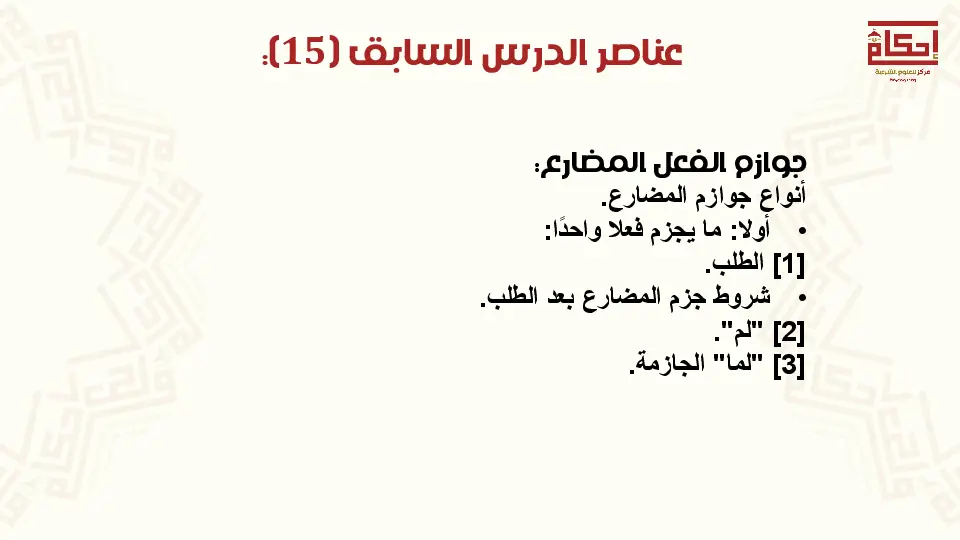 عناصر الدرس السابق (15):
إحكام
مركز للعلوم الشرعية
جوازم الفعل المضارع:
أنواع جوازم المضارع.
• أولا: ما يجزم فعلا واحدًا:
[1] الطلب.
• شروط جزم المضارع بعد الطلب.
[2] "لم".
[3] "لما" الجازمة.